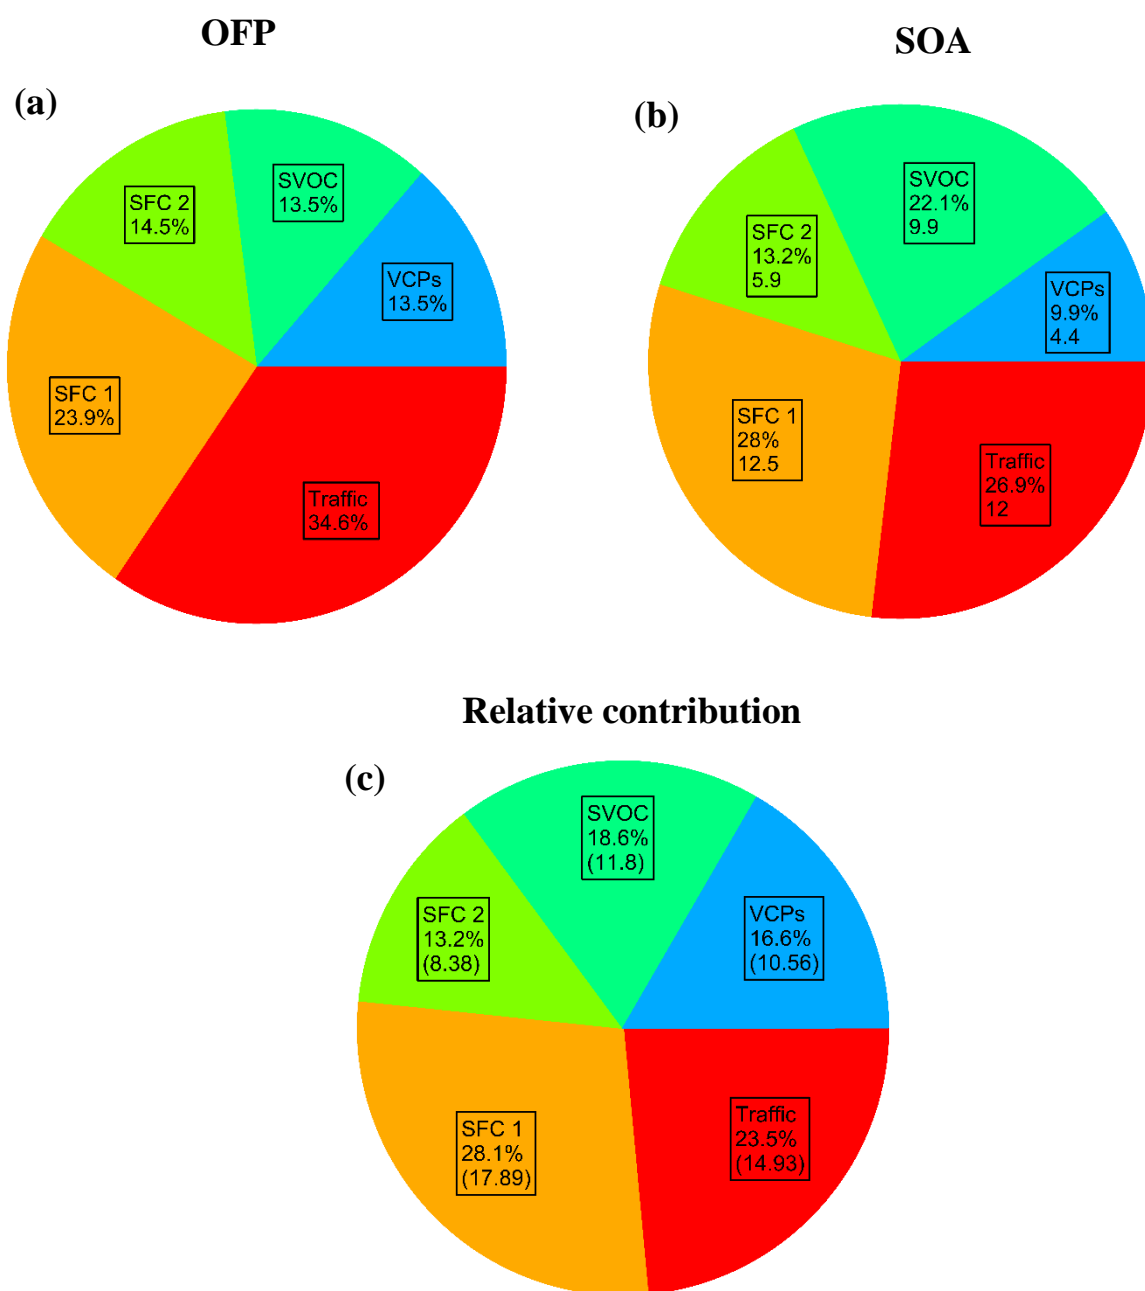 OFP
SOA
(a)
(b)
SVOC
13.5%
SFC 2
14.5%
VCPs
13.5%
SFC 1
23.9%
Traffic
34.6%
SVOC
22.1%
9.9
SFC 2
13.2%
5.9
VCPs
9.9%
4.4
SFC 1
28%
12.5
Traffic
26.9%
12
Relative contribution
(c)
SVOC
18.6%
(11.8)
SFC 2
13.2%
(8.38)
VCPs
16.6%
(10.56)
SFC 1
28.1%
(17.89)
Traffic
23.5%
(14.93)